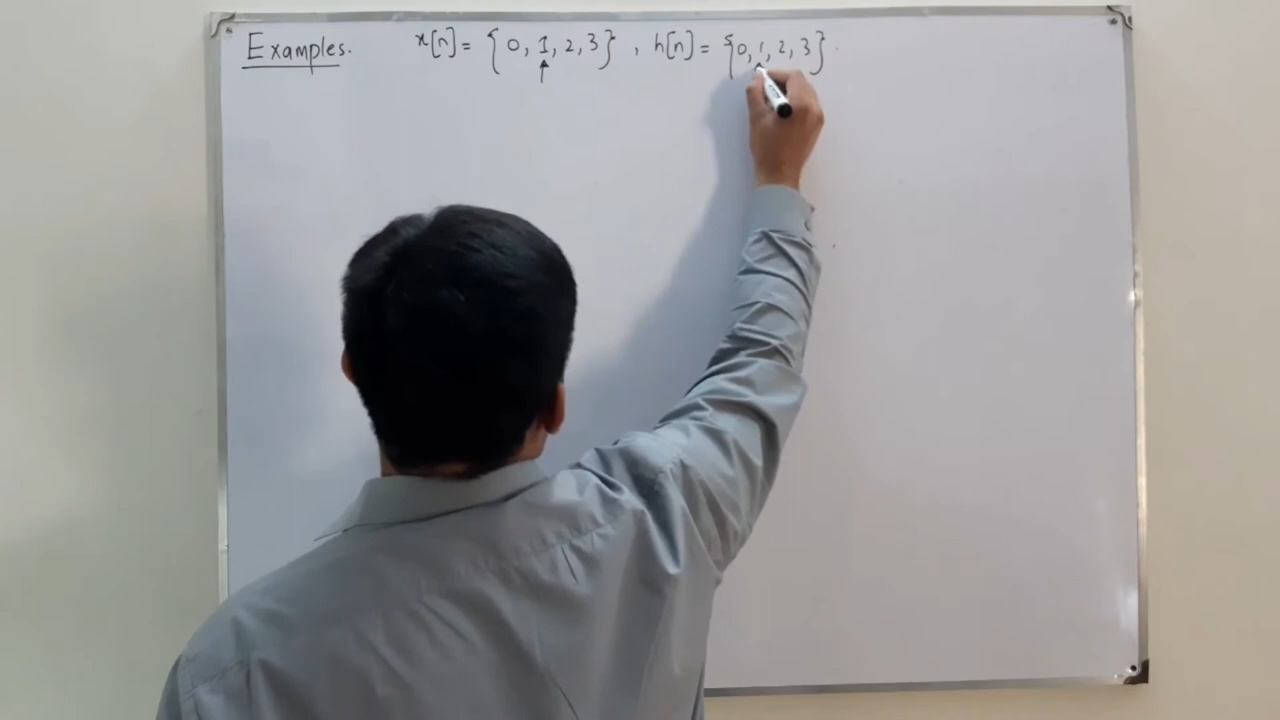 Examples. x[n] = { 0, 1, 2, 3 } , h[n] = { 0, 1, 2, 3 } .